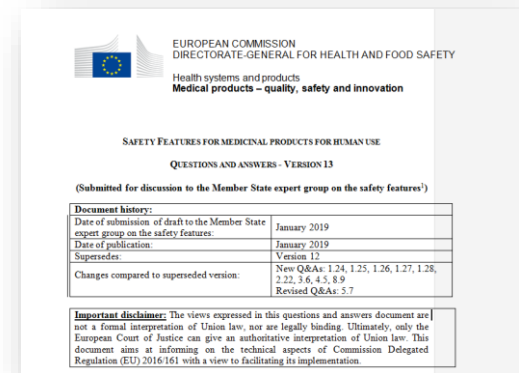 EUROPEAN COMMISSION
DIRECTORATE-GENERAL FOR HEALTH AND FOOD SAFETY
Health systems and products
Medical products – quality, safety and innovation
SAFETY FEATURES FOR MEDICINAL PRODUCTS FOR HUMAN USE
QUESTIONS AND ANSWERS - VERSION 13
(Submitted for discussion to the Member State expert group on the safety features¹)
Document history:
Date of submission of draft to the Member State
expert group on the safety features:
January 2019
Date of publication:
January 2019
Supersedes:
Version 12
Changes compared to superseded version:
New Q&As: 1.24, 1.25, 1.26, 1.27, 1.28,
2.22, 3.6, 4.5, 8.9
Revised Q&As: 5.7
Important disclaimer: The views expressed in this questions and answers document are
not a formal interpretation of Union law, nor are legally binding. Ultimately, only the
European Court of Justice can give an authoritative interpretation of Union law. This
document aims at informing on the technical aspects of Commission Delegated
Regulation (EU) 2016/161 with a view to facilitating its implementation.